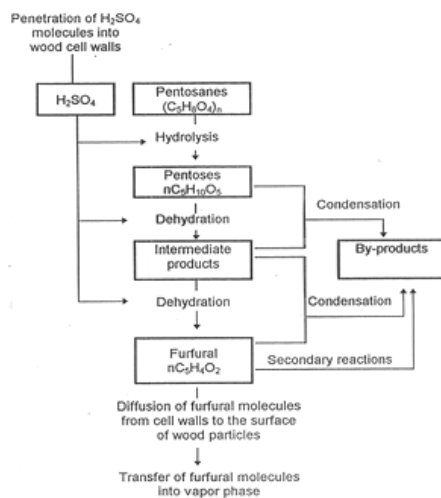 Penetration of H₂SO₄
molecules into
wood cell walls
H₂SO₄
Pentosanes
(C₅H₈O₄)n
Hydrolysis
Pentoses
nC₅H₁₀O₅
Condensation
Dehydration
Intermediate
products
By-products
Dehydration
Condensation
Furfural
nC₅H₄O₂
Secondary reactions
Diffusion of furfural molecules
from cell walls to the surface
of wood particles
Transfer of furfural molecules
into vapor phase